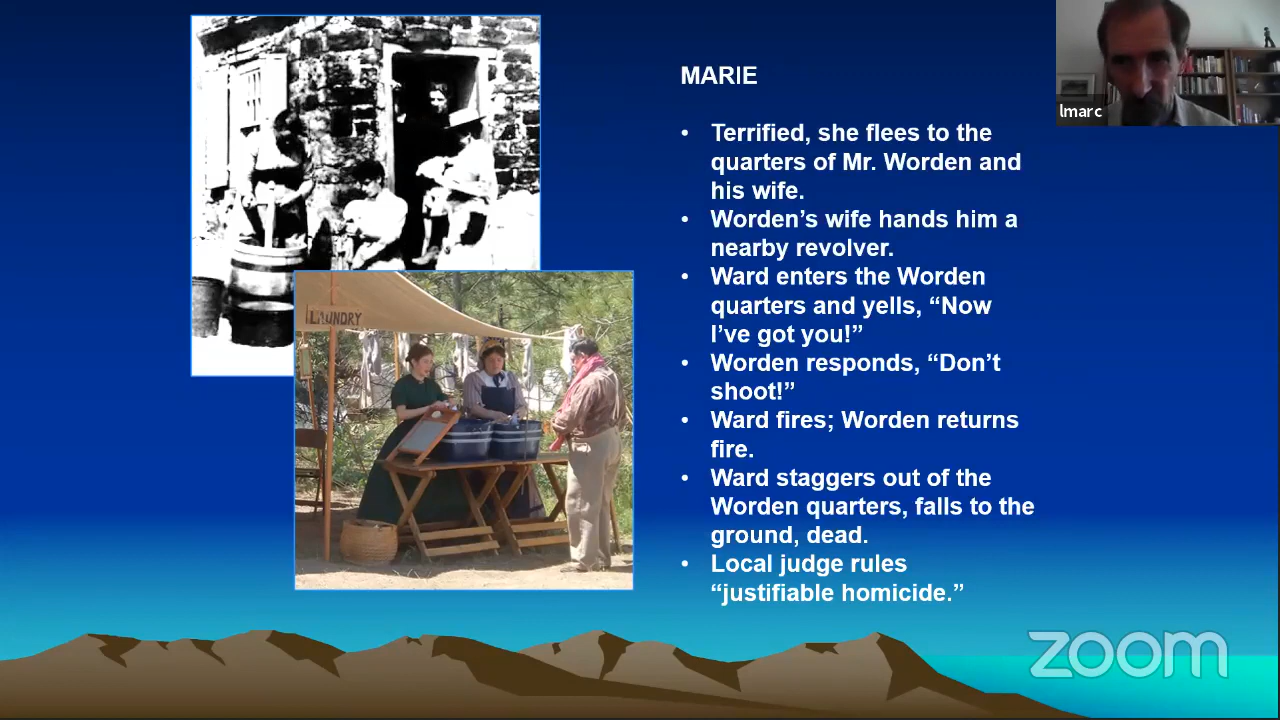 MARIE
• Terrified, she flees to the
quarters of Mr. Worden and
his wife.
• Worden’s wife hands him a
nearby revolver.
• Ward enters the Worden
quarters and yells, “Now
I’ve got you!”
• Worden responds, “Don’t
shoot!”
• Ward fires; Worden returns
fire.
• Ward staggers out of the
Worden quarters, falls to the
ground, dead.
• Local judge rules
“justifiable homicide.”
LAUNDRY
lmarc
zoom